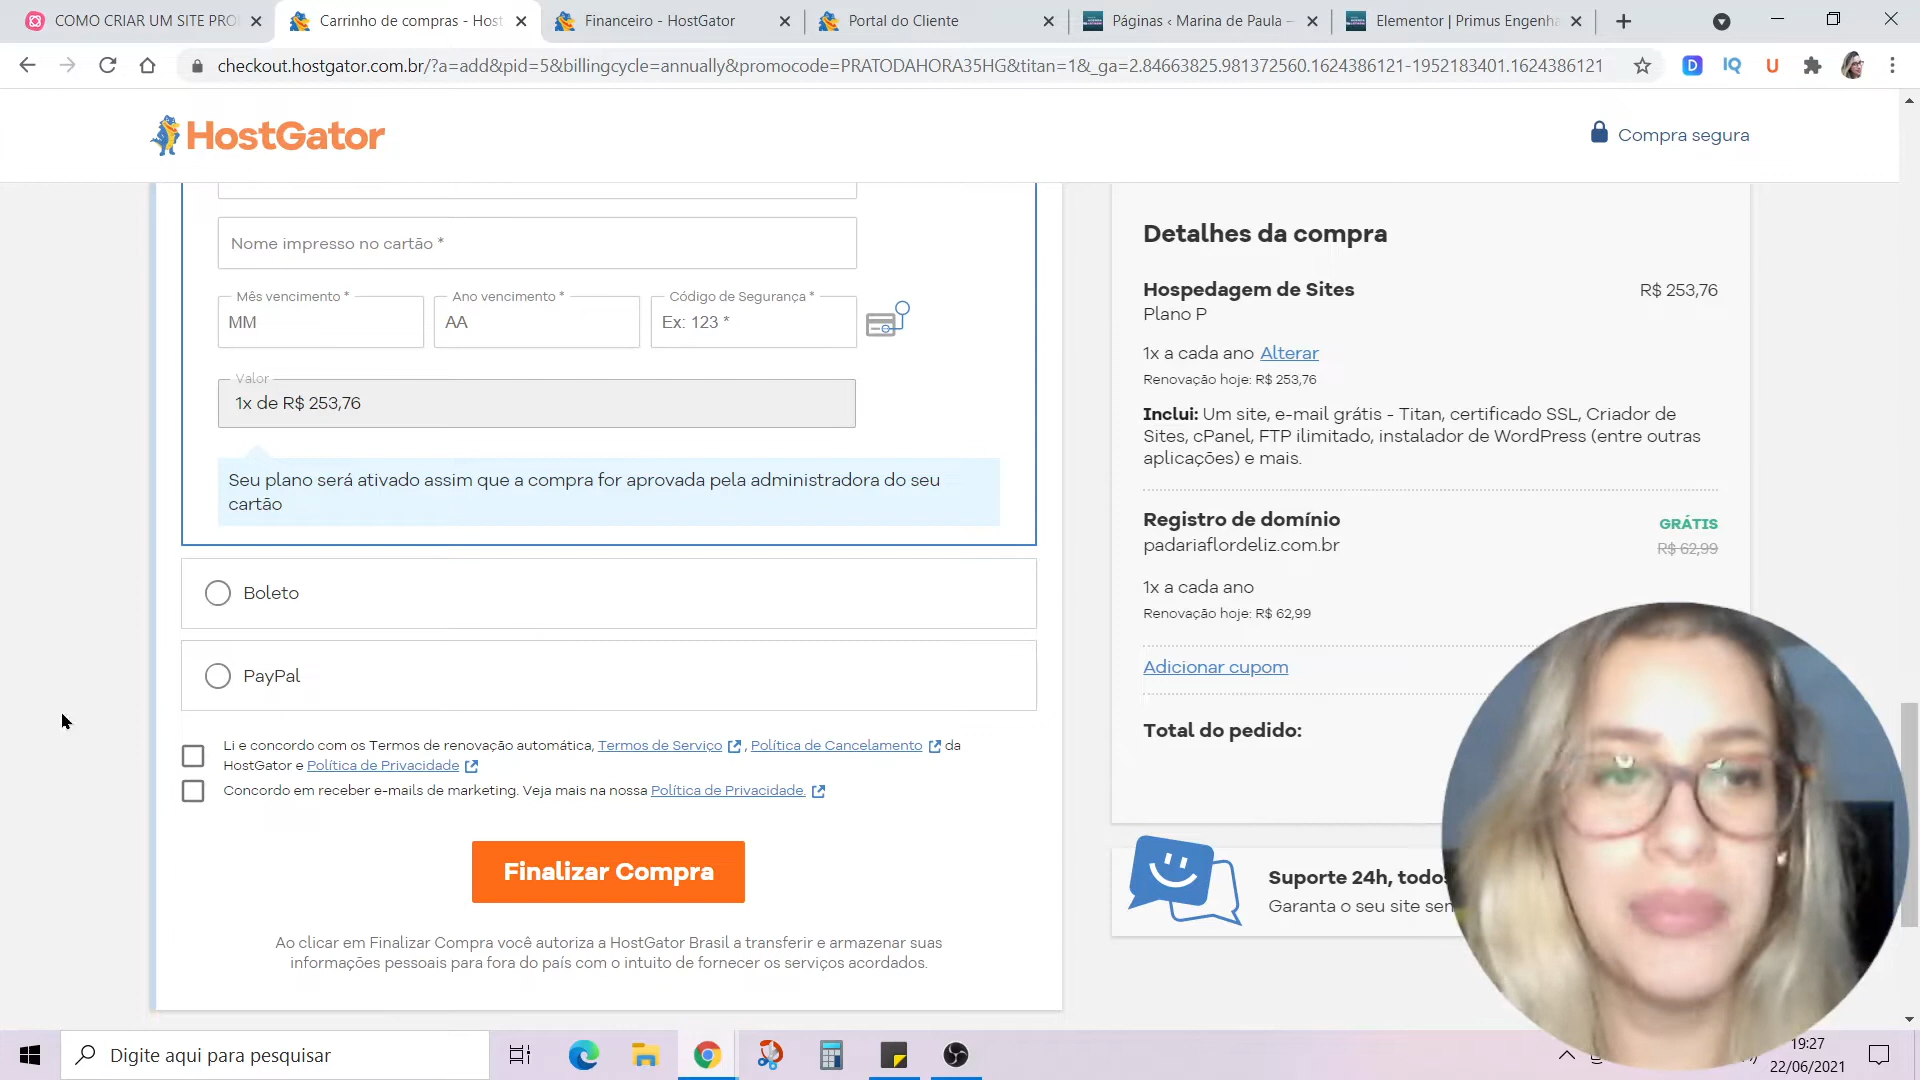 COMO CRIAR UM SITE PRO
Carrinho de compras - Host
Financeiro - HostGator
Portal do Cliente
Páginas ‹ Marina de Paula —
Elementor | Primus Engenha
checkout.hostgator.com.br/?a=add&pid=5&billingcycle=annually&promocode=PRATODAHORA35HG&titan=1&_ga=2.84663825.981372560.1624386121-1952183401.1624386121
HostGator
Compra segura
Nome impresso no cartão *
Mês vencimento *
Ano vencimento *
Código de Segurança *
MM
AA
Ex: 123 *
Valor
1x de R$ 253,76
Seu plano será ativado assim que a compra for aprovada pela administradora do seu
cartão
Boleto
PayPal
Li e concordo com os Termos de renovação automática, Termos de Serviço , Política de Cancelamento da
HostGator e Política de Privacidade
Concordo em receber e-mails de marketing. Veja mais na nossa Política de Privacidade.
Finalizar Compra
Ao clicar em Finalizar Compra você autoriza a HostGator Brasil a transferir e armazenar suas
informações pessoais para fora do país com o intuito de fornecer os serviços acordados.
Detalhes da compra
Hospedagem de Sites R$ 253,76
Plano P
1x a cada ano Alterar
Renovação hoje: R$ 253,76
Inclui: Um site, e-mail grátis - Titan, certificado SSL, Criador de
Sites, cPanel, FTP ilimitado, instalador de WordPress (entre outras
aplicações) e mais.
Registro de domínio GRÁTIS
padariaflordeliz.com.br R$ 62,99
1x a cada ano
Renovação hoje: R$ 62,99
Adicionar cupom
Total do pedido:
Suporte 24h, todos
Garanta o seu site
Digite aqui para pesquisar
19:27
22/06/2021